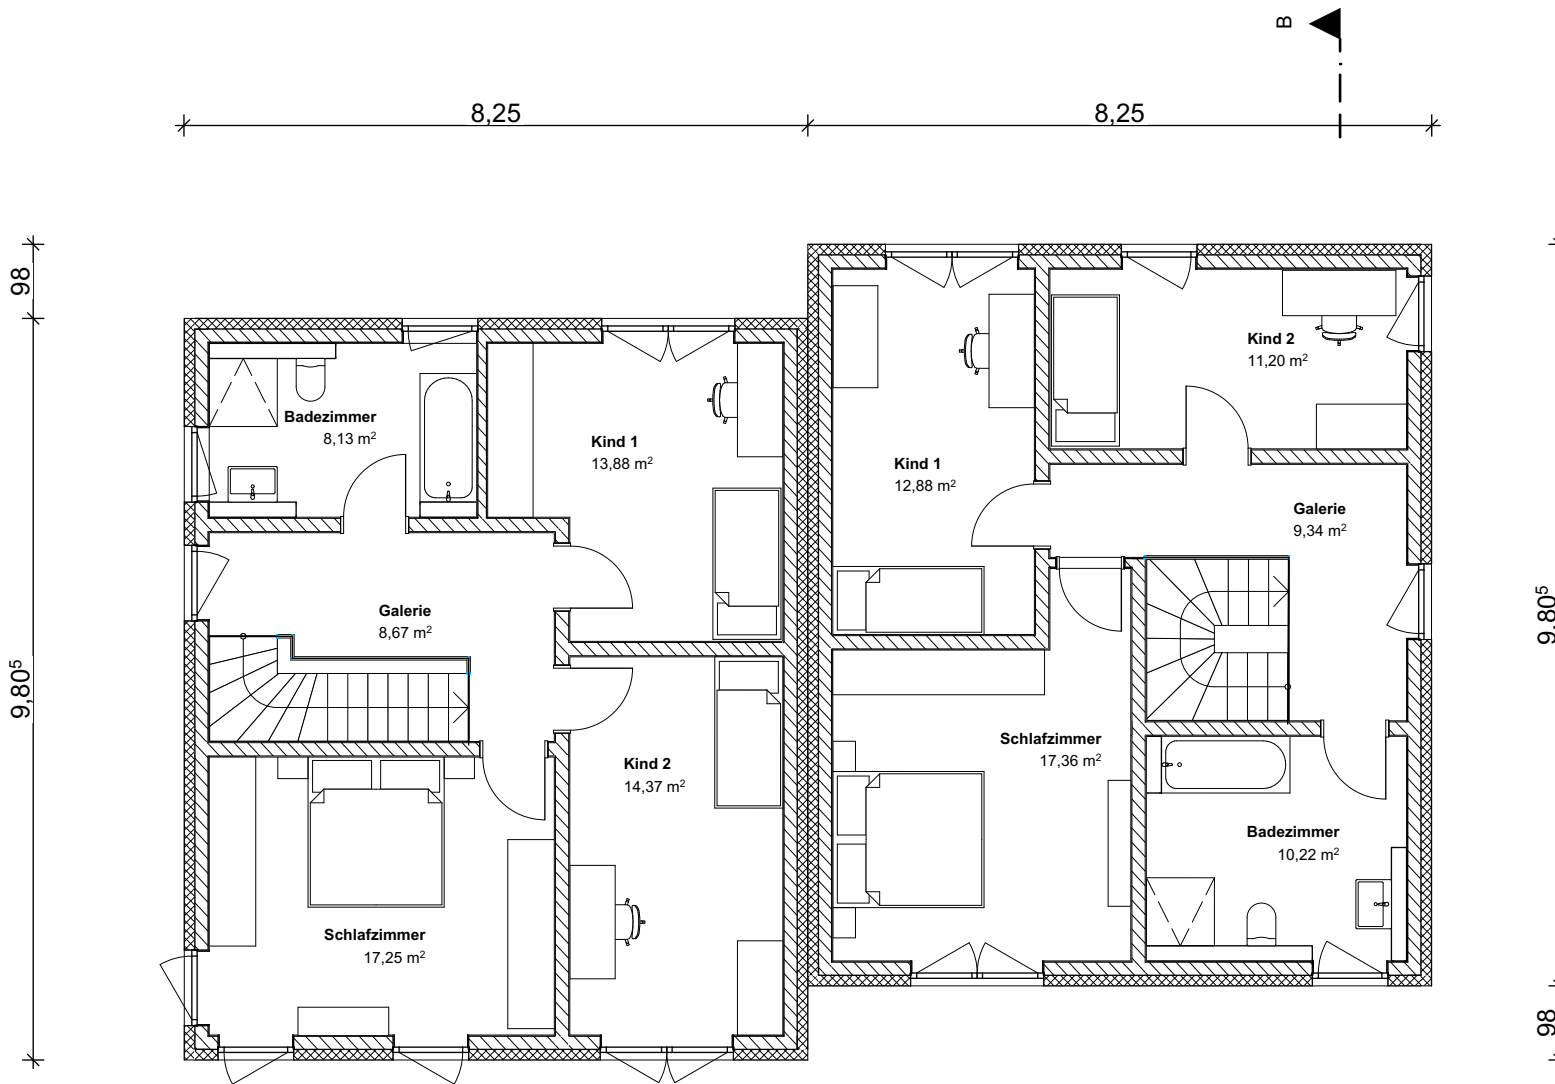 B
8,25
8,25
98
9,80⁵
Badezimmer
8,13 m²
Kind 1
13,88 m²
Galerie
8,67 m²
Kind 2
14,37 m²
Schlafzimmer
17,25 m²
Kind 1
12,88 m²
Kind 2
11,20 m²
Galerie
9,34 m²
Schlafzimmer
17,36 m²
Badezimmer
10,22 m²
9,80⁵
98